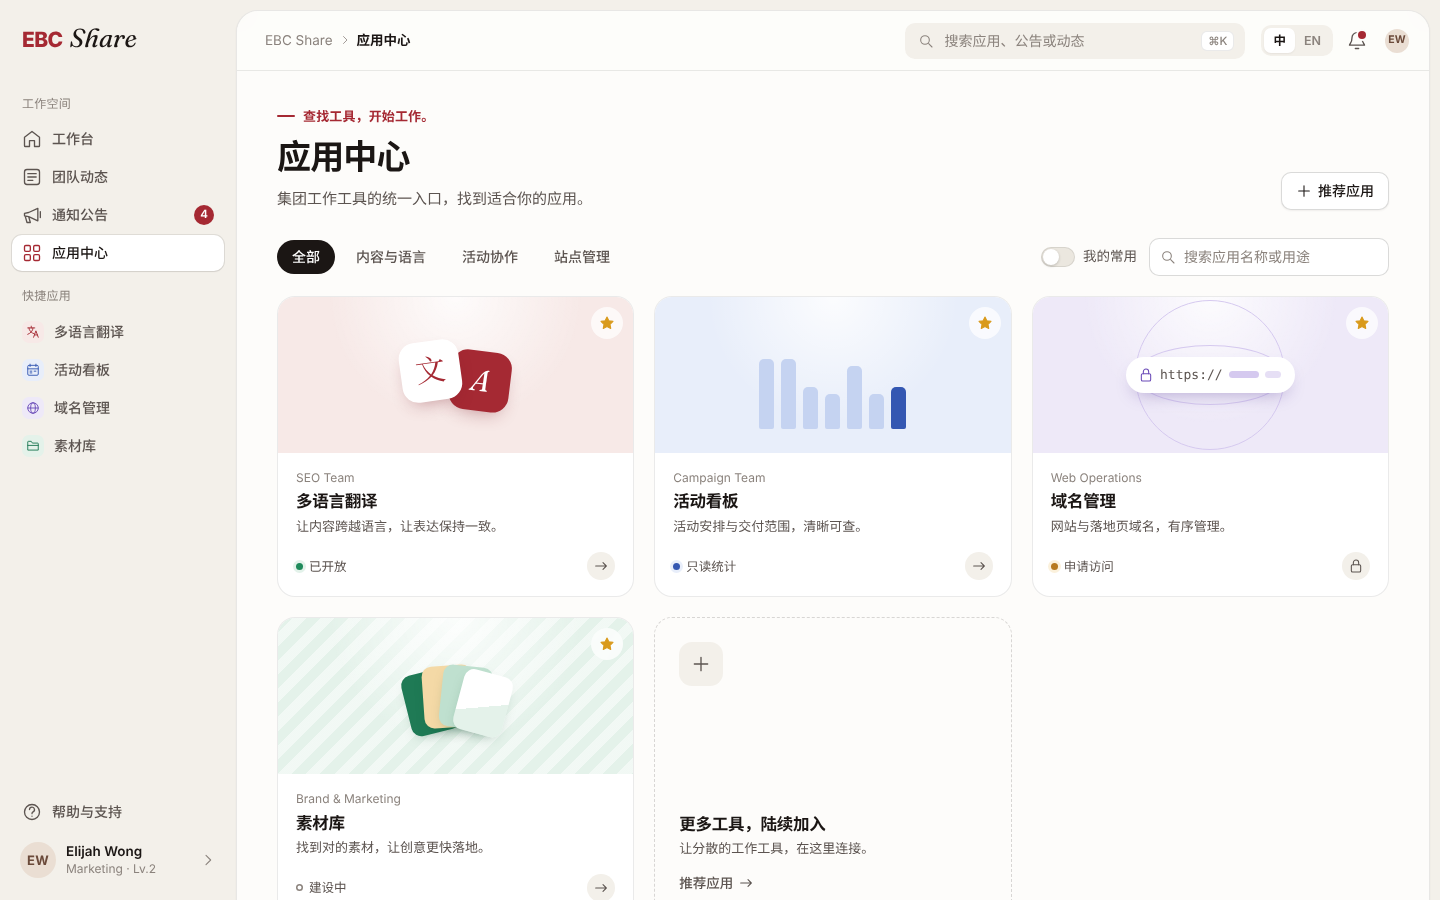 EBC Share
工作空间
工作台
团队动态
通知公告 4
应用中心
快捷应用
多语言翻译
活动看板
域名管理
素材库
帮助与支持
EW
Elijah Wong
Marketing · Lv.2
EBC Share > 应用中心
搜索应用、公告或动态 ⌘K
中 EN
EW
查找工具，开始工作。
应用中心
集团工作工具的统一入口，找到适合你的应用。
推荐应用
全部 内容与语言 活动协作 站点管理
我的常用
搜索应用名称或用途
文 A
SEO Team
多语言翻译
让内容跨越语言，让表达保持一致。
已开放
Campaign Team
活动看板
活动安排与交付范围，清晰可查。
只读统计
https://
Web Operations
域名管理
网站与落地页域名，有序管理。
申请访问
Brand & Marketing
素材库
找到对的素材，让创意更快落地。
建设中
更多工具，陆续加入
让分散的工作工具，在这里连接。
推荐应用 →